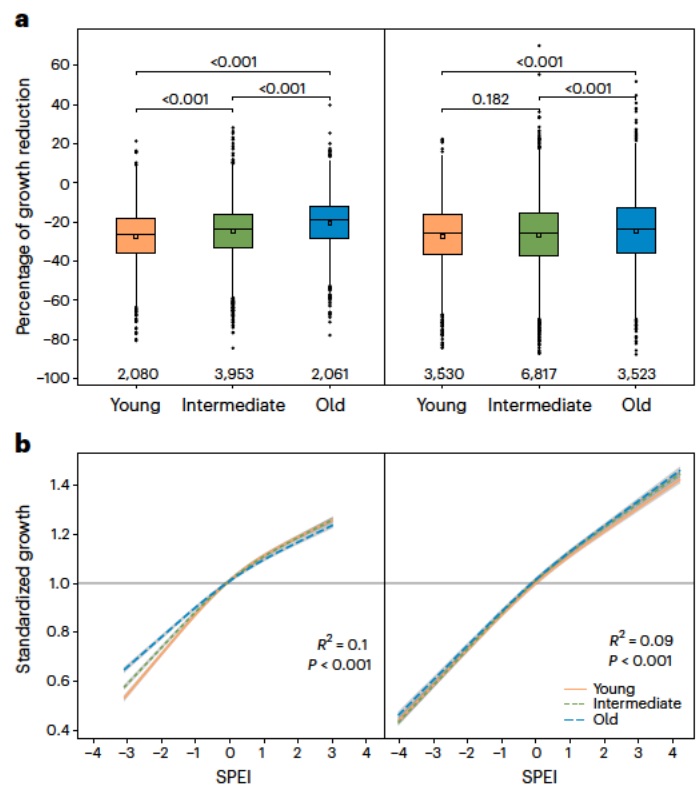 a
Percentage of growth reduction
60
40
20
0
−20
−40
−60
−80
−100
<0.001
<0.001
<0.001
<0.001
0.182
<0.001
2,080
3,953
2,061
3,530
6,817
3,523
Young
Intermediate
Old
Young
Intermediate
Old
b
Standardized growth
1.4
1.2
1.0
0.8
0.6
0.4
R² = 0.1
P < 0.001
R² = 0.09
P < 0.001
Young
Intermediate
Old
−4 −3 −2 −1 0 1 2 3 4
−4 −3 −2 −1 0 1 2 3 4
SPEI
SPEI